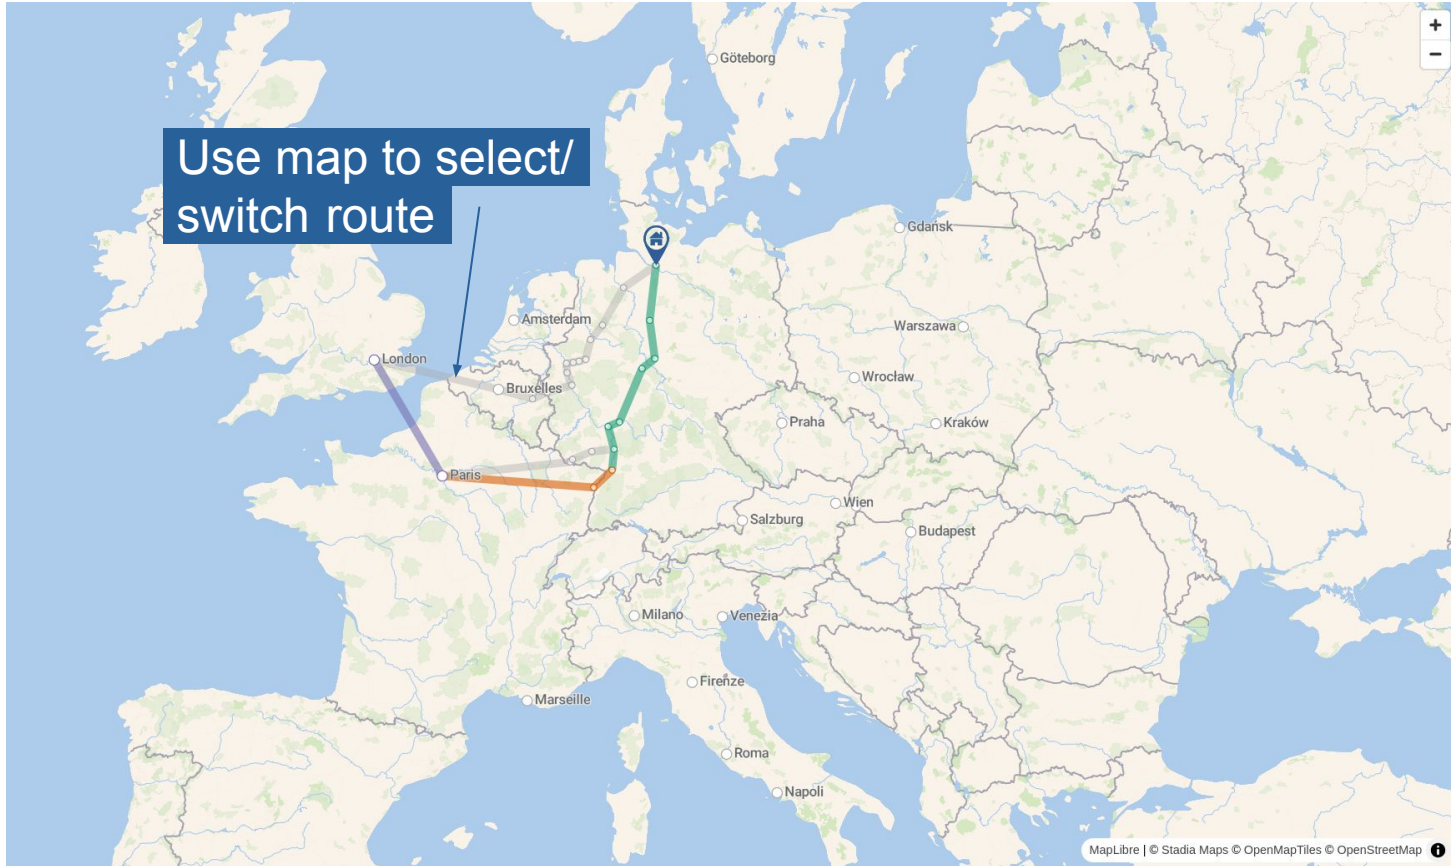 +
−
Göteborg
Use map to select/
switch route
Gdańsk
Amsterdam
Warszawa
London
Bruxelles
Wrocław
Praha
Kraków
Paris
Wien
Salzburg
Budapest
Milano
Venezia
Firenze
Marseille
Roma
Napoli
MapLibre | © Stadia Maps © OpenMapTiles © OpenStreetMap